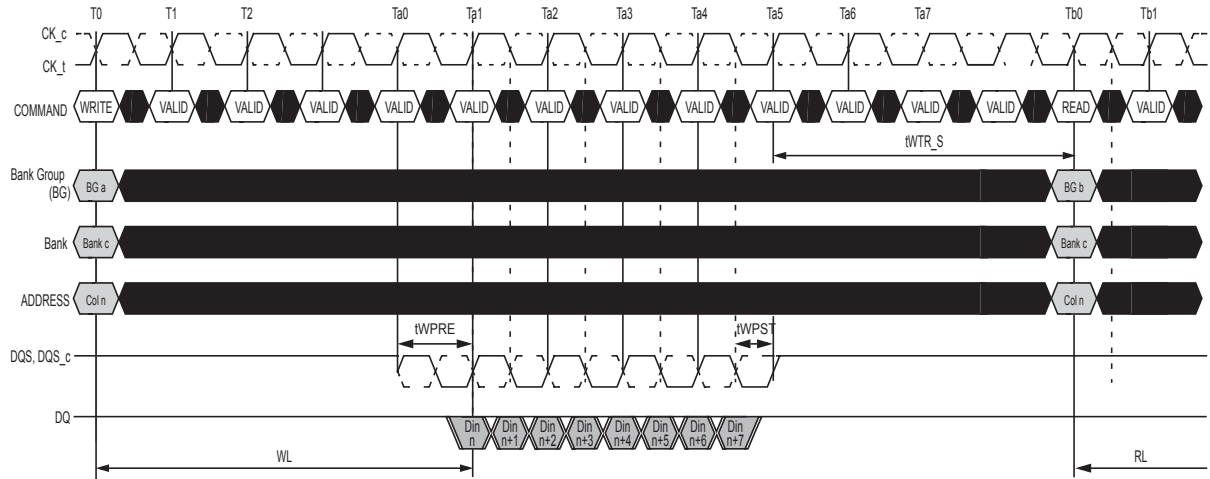 T0 T1 T2 Ta0 Ta1 Ta2 Ta3 Ta4 Ta5 Ta6 Ta7 Tb0 Tb1
CK_c
CK_t
COMMAND WRITE VALID VALID VALID VALID VALID VALID VALID VALID VALID VALID VALID VALID READ VALID
tWTR_S
Bank Group
(BG) BG a BG b
Bank Bank c Bank c
ADDRESS Col n Col n
tWPRE tWPST
DQS, DQS_c
DQ Din Din Din Din Din Din Din Din
n n+1 n+2 n+3 n+4 n+5 n+6 n+7
WL RL